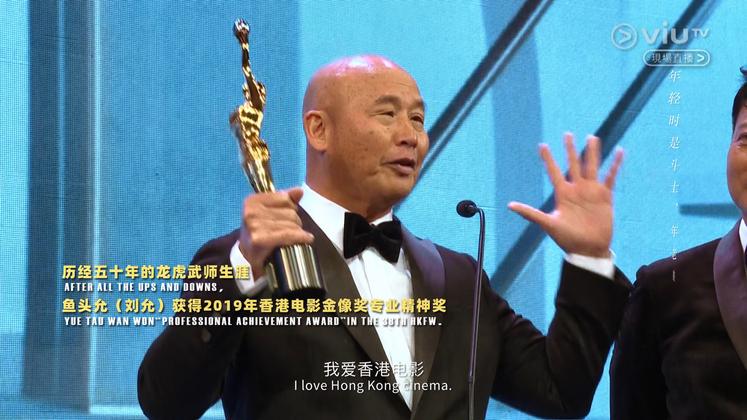 viuTV
現場直播
年轻时是斗士，年老
历经五十年的龙虎武师生涯
AFTER ALL THE UPS AND DOWNS,
鱼头允（刘允）获得2019年香港电影金像奖专业精神奖
YUE TAU WAN WON"PROFESSIONAL ACHIEVEMENT AWARD"IN THE 38TH HKFW.
我爱香港电影
I love Hong Kong cinema.